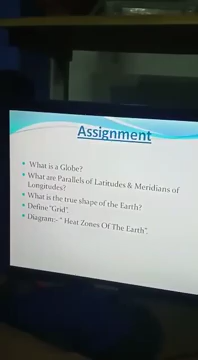 Assignment
• What is a Globe?
• What are Parallels of Latitudes & Meridians of
Longitudes?
• What is the true shape of the Earth?
• Define "Grid".
• Diagram:- " Heat Zones Of The Earth".